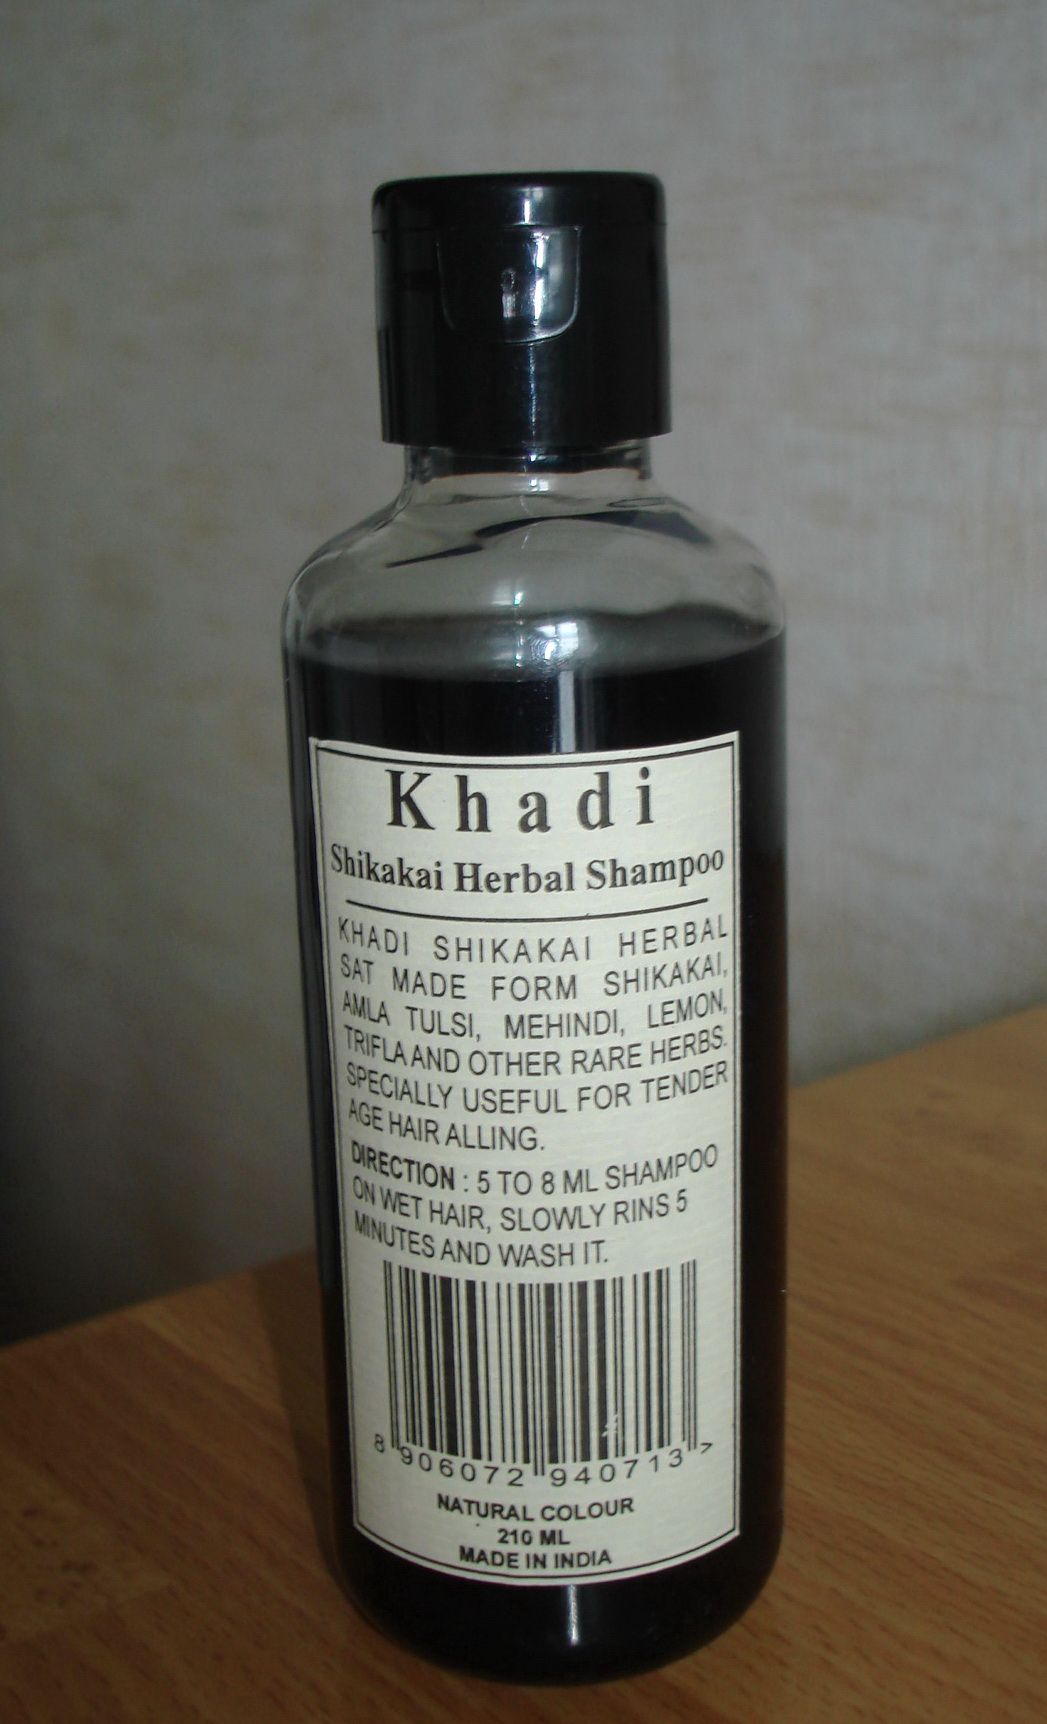 Khadi
Shikakai Herbal Shampoo
KHADI SHIKAKAI HERBAL
SAT MADE FORM SHIKAKAI,
AMLA TULSI, MEHINDI, LEMON,
TRIFLA AND OTHER RARE HERBS.
SPECIALLY USEFUL FOR TENDER
AGE HAIR ALLING.
DIRECTION : 5 TO 8 ML SHAMPOO
ON WET HAIR, SLOWLY RINS 5
MINUTES AND WASH IT.
8 906072 940713 >
NATURAL COLOUR
210 ML
MADE IN INDIA